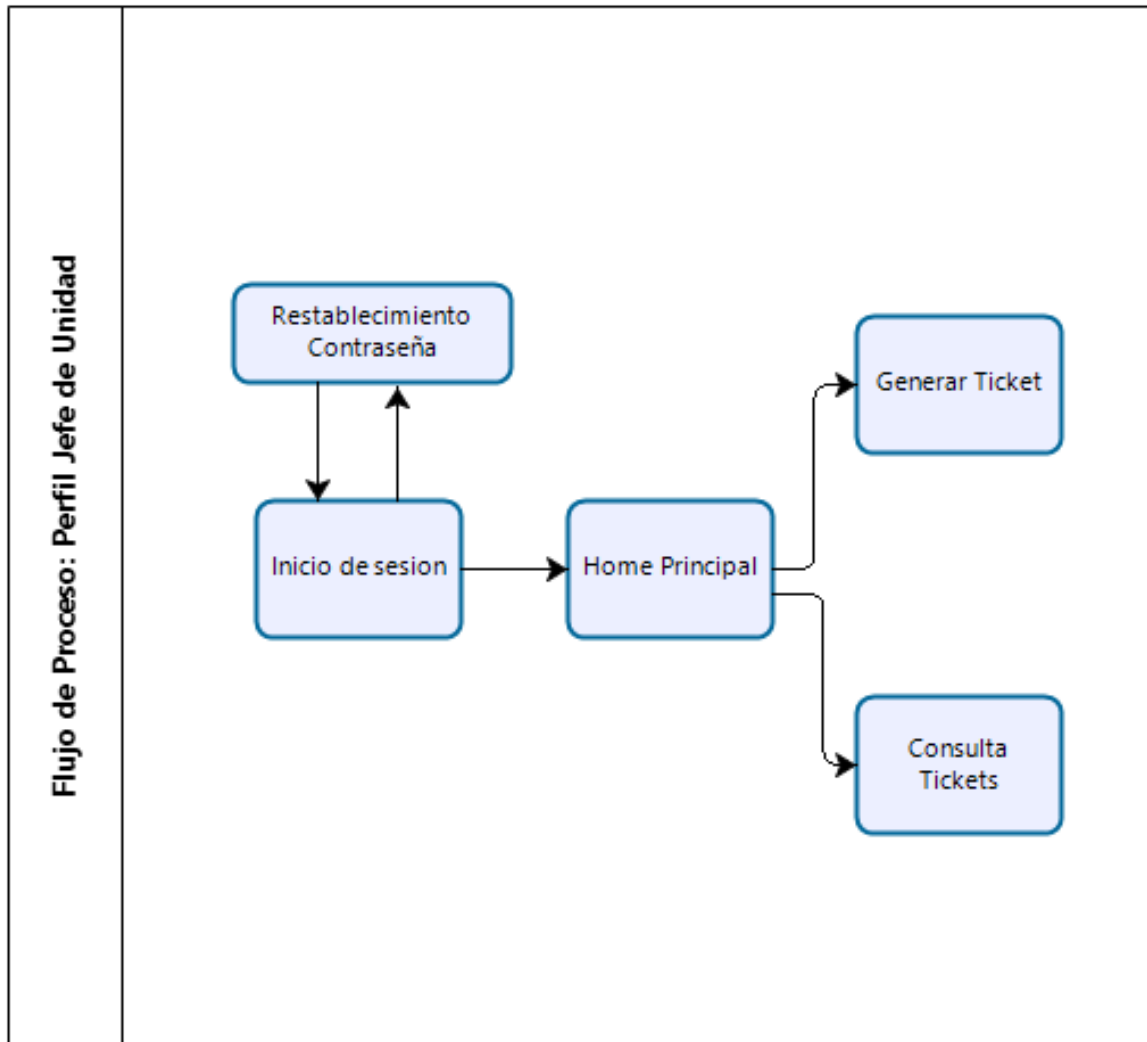 Flujo de Proceso: Perfil Jefe de Unidad
Restablecimiento
Contraseña
Generar Ticket
Inicio de sesion
Home Principal
Consulta
Tickets